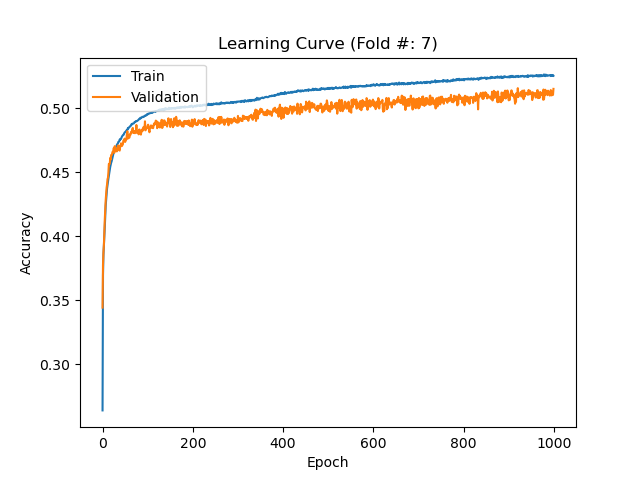 Learning Curve (Fold #: 7)
Train
Validation
0.50
0.45
0.40
0.35
0.30
Accuracy
0 200 400 600 800 1000
Epoch